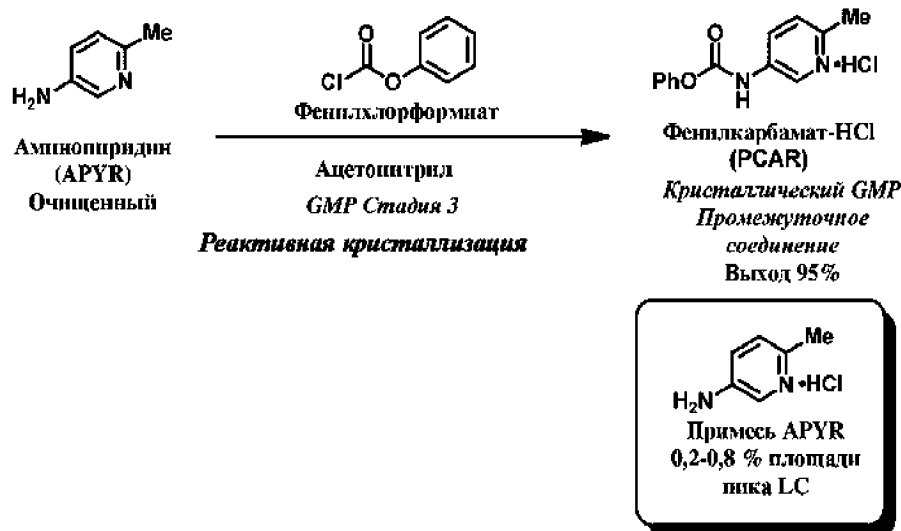 Me
H₂N
N
Аминопиридин
(APYR)
Очищенный
O
Cl
O
Фенилхлорформиат
Ацетонитрил
GMP Стадия 3
Реактивная кристаллизация
Me
O
PhO
N
H
N•HCl
Фенилкарбамат-HCl
(PCAR)
Кристаллический GMP
Промежуточное
соединение
Выход 95%
Me
H₂N
N•HCl
Примесь APYR
0,2-0,8 % площади
пика LC